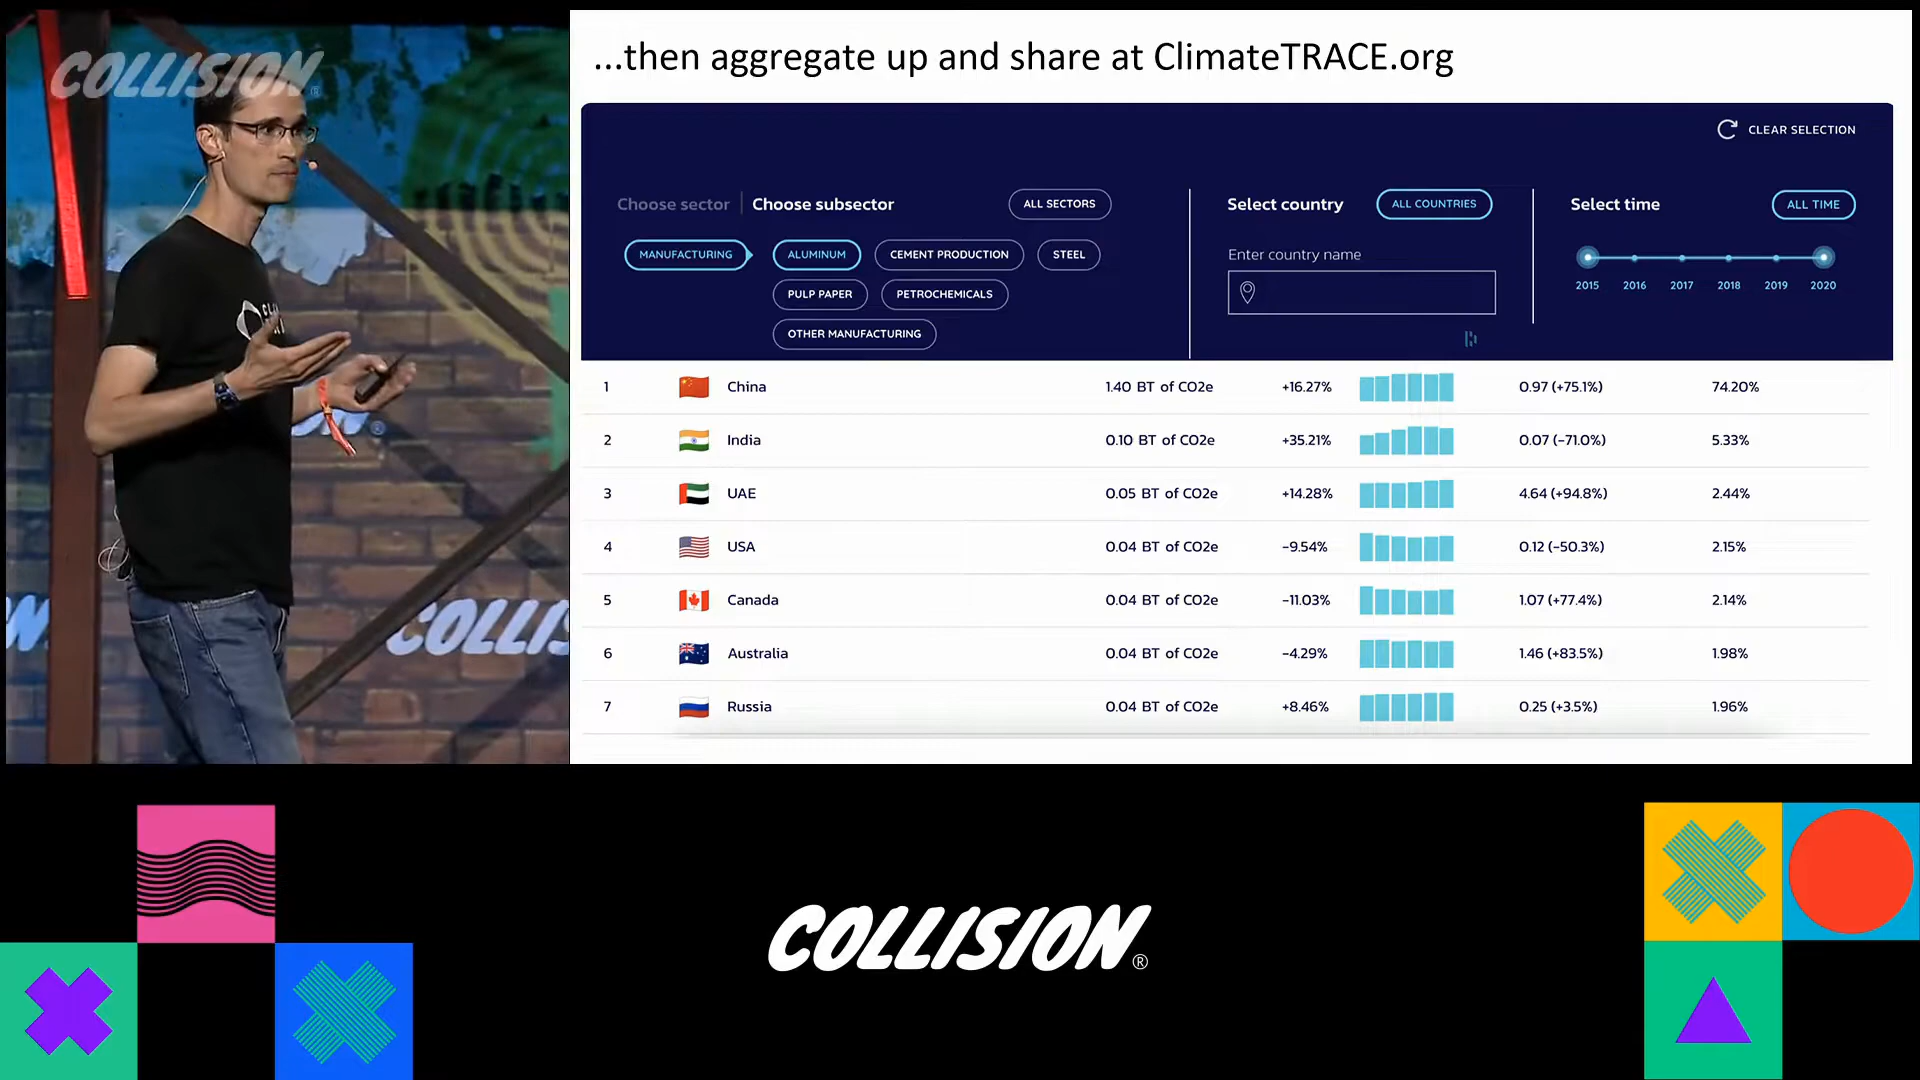 COLLISION®
...then aggregate up and share at ClimateTRACE.org
CLEAR SELECTION
Choose sector | Choose subsector ALL SECTORS
MANUFACTURING ALUMINUM CEMENT PRODUCTION STEEL
PULP PAPER PETROCHEMICALS
OTHER MANUFACTURING
Select country ALL COUNTRIES
Enter country name
Select time ALL TIME
2015 2016 2017 2018 2019 2020
1 China 1.40 BT of CO2e +16.27% 0.97 (+75.1%) 74.20%
2 India 0.10 BT of CO2e +35.21% 0.07 (-71.0%) 5.33%
3 UAE 0.05 BT of CO2e +14.28% 4.64 (+94.8%) 2.44%
4 USA 0.04 BT of CO2e -9.54% 0.12 (-50.3%) 2.15%
5 Canada 0.04 BT of CO2e -11.03% 1.07 (+77.4%) 2.14%
6 Australia 0.04 BT of CO2e -4.29% 1.46 (+83.5%) 1.98%
7 Russia 0.04 BT of CO2e +8.46% 0.25 (+3.5%) 1.96%
COLLISION®